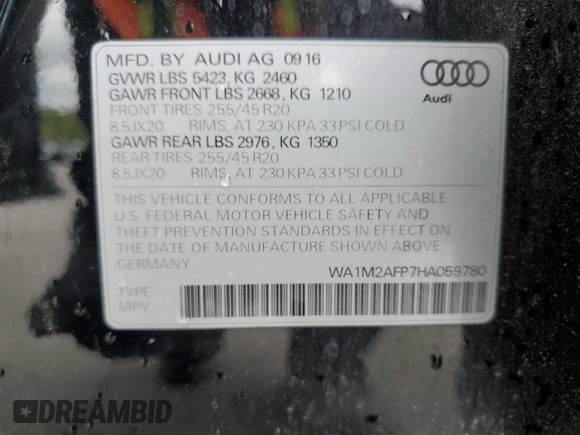 MFD. BY AUDI AG 09 16
GVWR LBS 5423, KG 2460
GAWR FRONT LBS 2668, KG 1210
FRONT-TIRES 255/45 R20
8.5JX20 RIMS, AT 230 KPA 33 PSI COLD
GAWR REAR LBS 2976, KG 1350
REAR-TIRES 255/45 R20
8.5JX20 RIMS, AT 230 KPA 33 PSI COLD
Audi
THIS VEHICLE CONFORMS TO ALL APPLICABLE
U.S. FEDERAL MOTOR VEHICLE SAFETY AND
THEFT PREVENTION STANDARDS IN EFFECT ON
THE DATE OF MANUFACTURE SHOWN ABOVE.
GERMANY
WA1M2AFP7HA059780
TYPE
MPV
DREAMBID